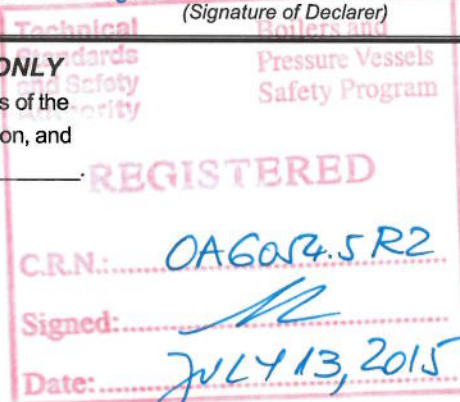 (Signature of Declarer)
Technical Standards and Safety Authority
Boilers and Pressure Vessels Safety Program
ONLY
s of the
on, and
REGISTERED
C.R.N.: OA6054.5R2
Signed:
Date: JULY 13, 2015